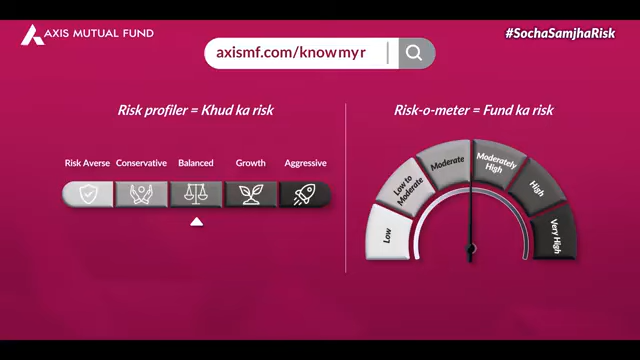 AXIS MUTUAL FUND
#SochaSamjhaRisk
axismf.com/knowmyr
Risk profiler = Khud ka risk
Risk Averse
Conservative
Balanced
Growth
Aggressive
Risk-o-meter = Fund ka risk
Low
Low to
Moderate
Moderate
Moderately
High
High
Very High